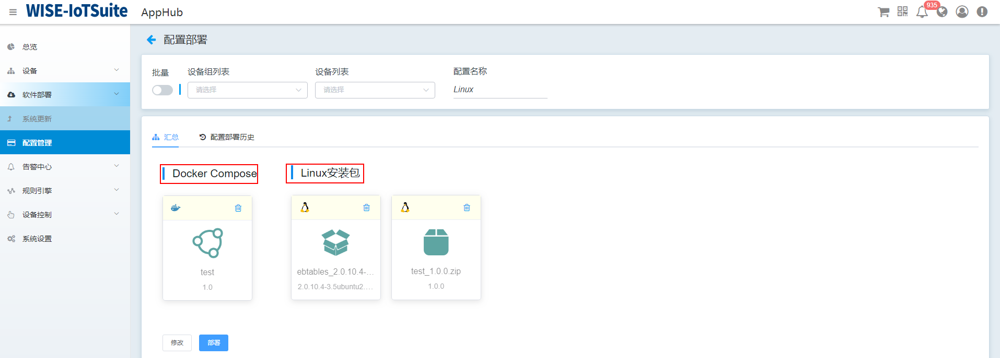 WISE-IoTSuite AppHub
935
总览
设备
软件部署
系统更新
配置管理
告警中心
规则引擎
设备控制
系统设置
配置部署
批量
设备组列表
请选择
设备列表
请选择
配置名称
Linux
汇总
配置部署历史
Docker Compose
Linux安装包
test
1.0
ebtables_2.0.10.4-...
2.0.10.4-3.5ubuntu2....
test_1.0.0.zip
1.0.0
修改
部署